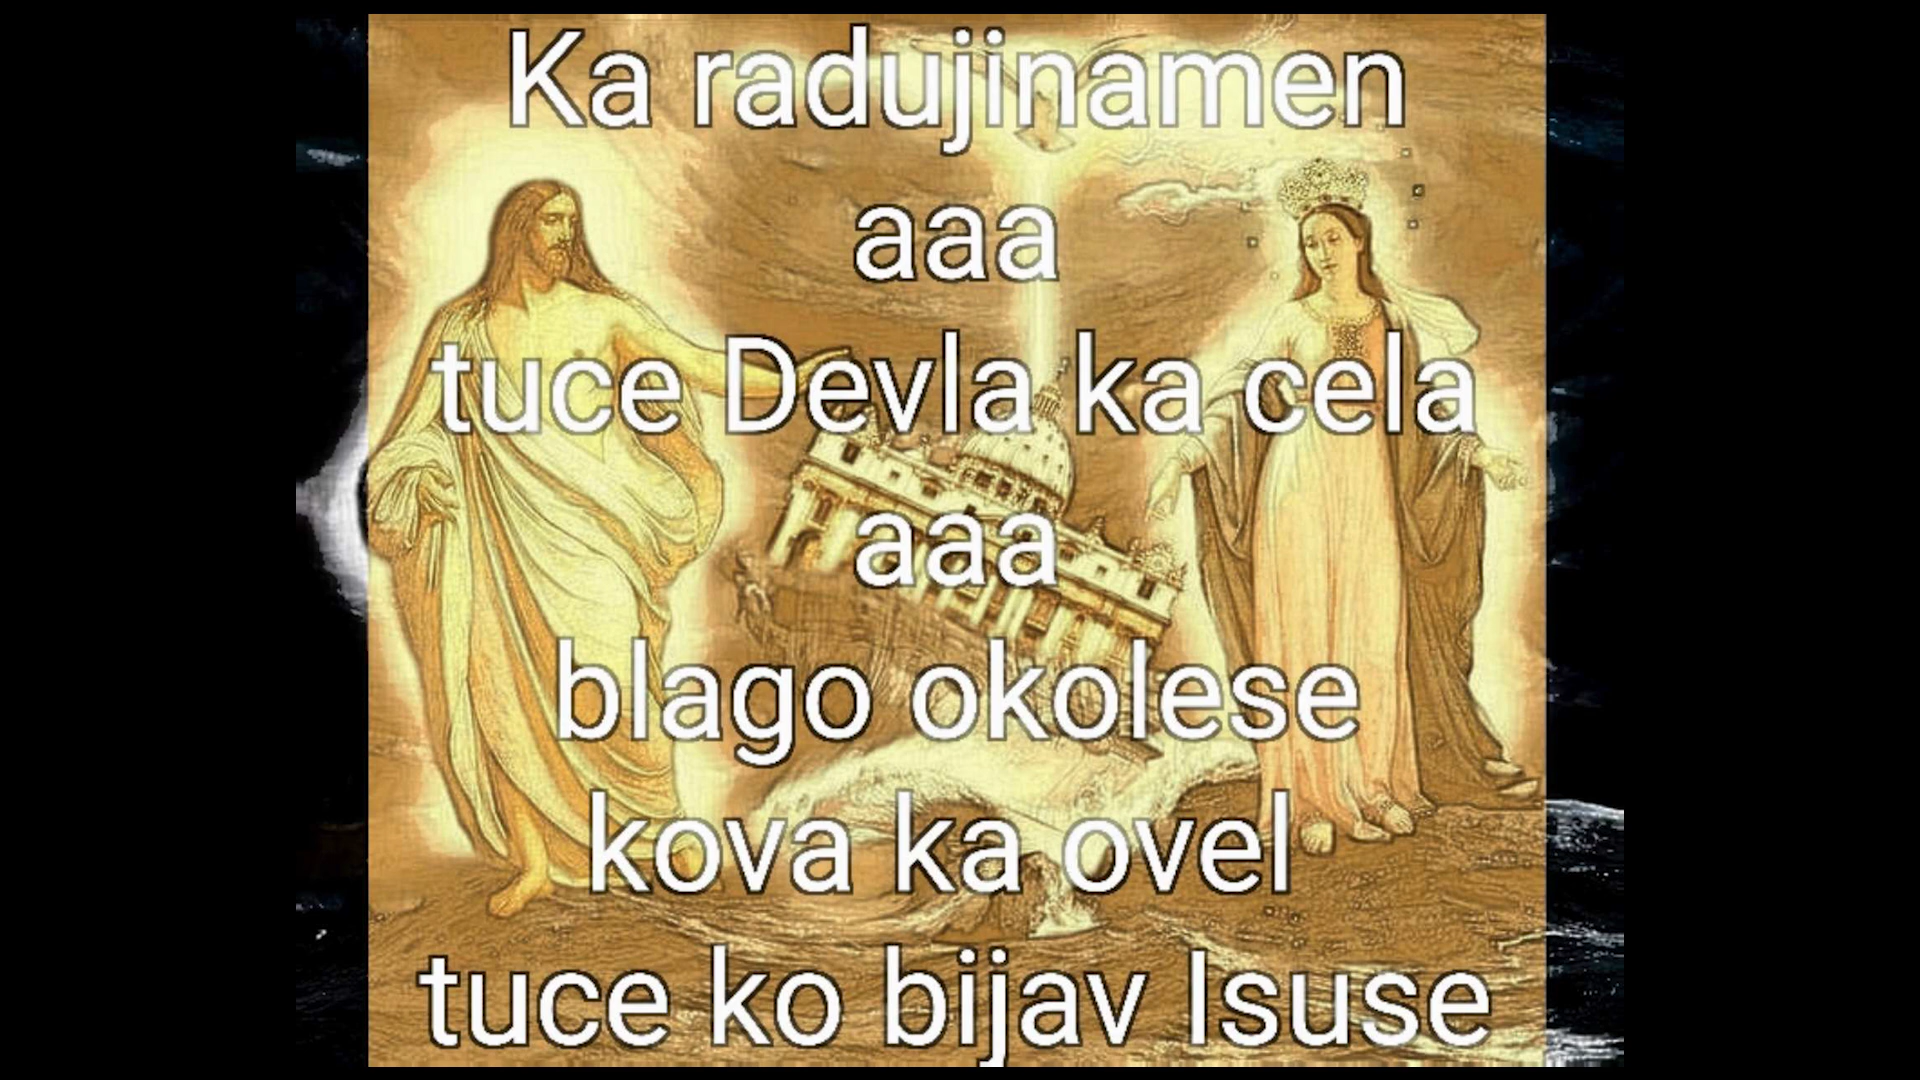 Ka radujinamen
aaa
tuce Devla ka cela
aaa
blago okolese
kova ka ovel
tuce ko bijav Isuse